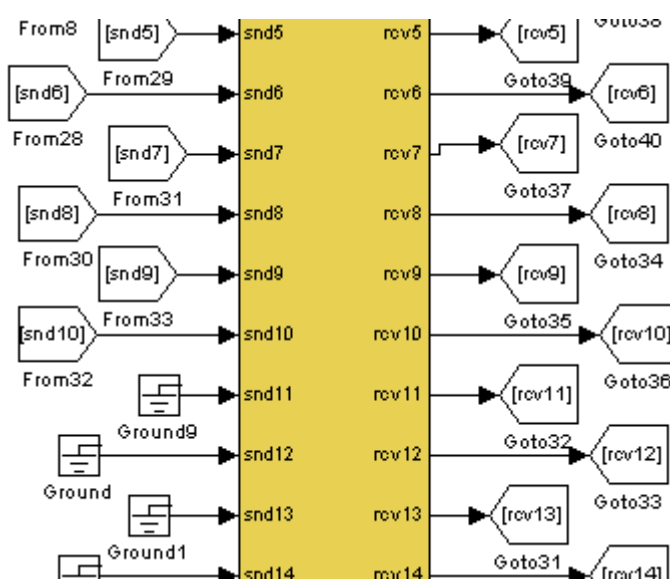 From8 [snd5] snd5 rcv5 [rcv5] Goto38
[snd6] From29 snd6 rcv6 Goto39 [rcv6]
From28 [snd7] snd7 rcv7 [rcv7] Goto40
[snd8] From31 snd8 rcv8 Goto37 [rcv8]
From30 [snd9] snd9 rcv9 [rcv9] Goto34
[snd10] From33 snd10 rcv10 Goto35 [rcv10]
From32 Goto36
snd11 rcv11 [rcv11]
Ground9 snd12 rcv12 Goto32 [rcv12]
Ground snd13 rcv13 [rcv13] Goto33
Ground1 snd14 rcv14 Goto31 [rcv14]